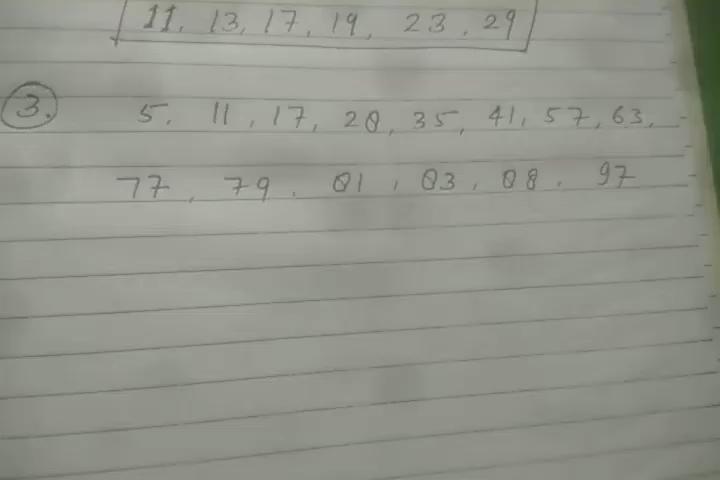 11, 13, 17, 19, 23, 29
3. 5, 11, 17, 28, 35, 41, 57, 63,
77, 79, 81, 83, 88, 97